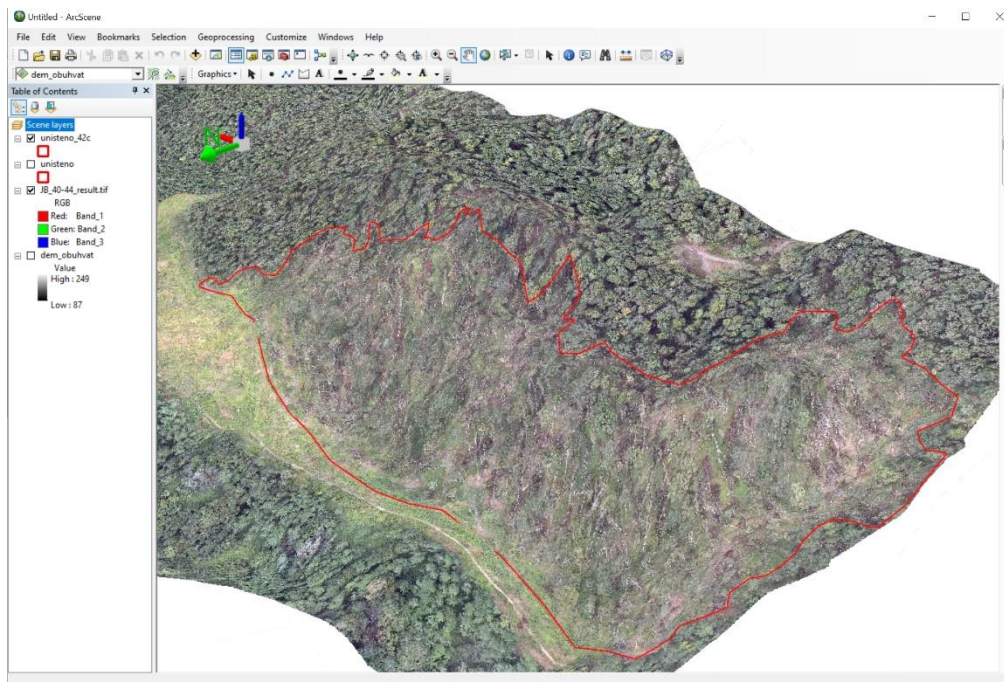 Untitled - ArcScene
File Edit View Bookmarks Selection Geoprocessing Customize Windows Help
dem_obuhvat Graphics
Table of Contents
Scene layers
unisteno_42c
unisteno
JB_40-44_result.tif
RGB
Red: Band_1
Green: Band_2
Blue: Band_3
dem_obuhvat
Value
High : 249
Low : 87